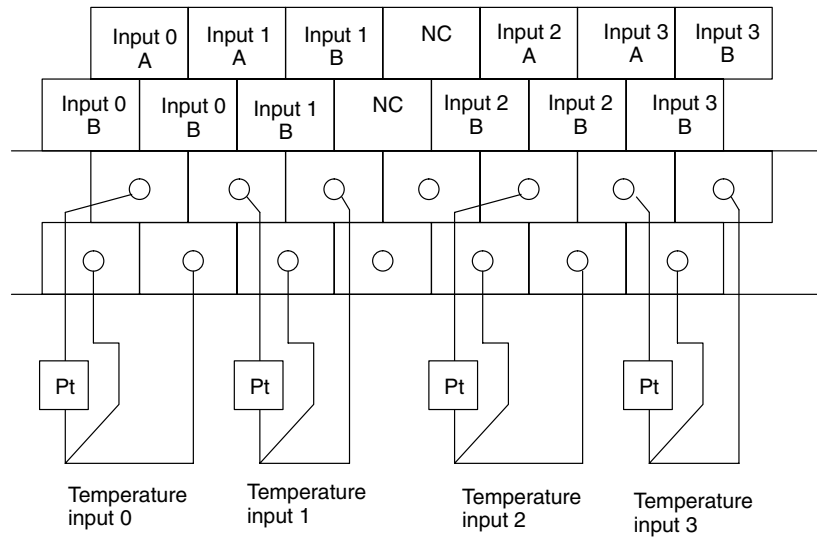 Input 0
A
Input 1
A
Input 1
B
NC
Input 2
A
Input 3
A
Input 3
B
Input 0
B
Input 0
B
Input 1
B
NC
Input 2
B
Input 2
B
Input 3
B
Pt
Pt
Pt
Pt
Temperature
input 0
Temperature
input 1
Temperature
input 2
Temperature
input 3